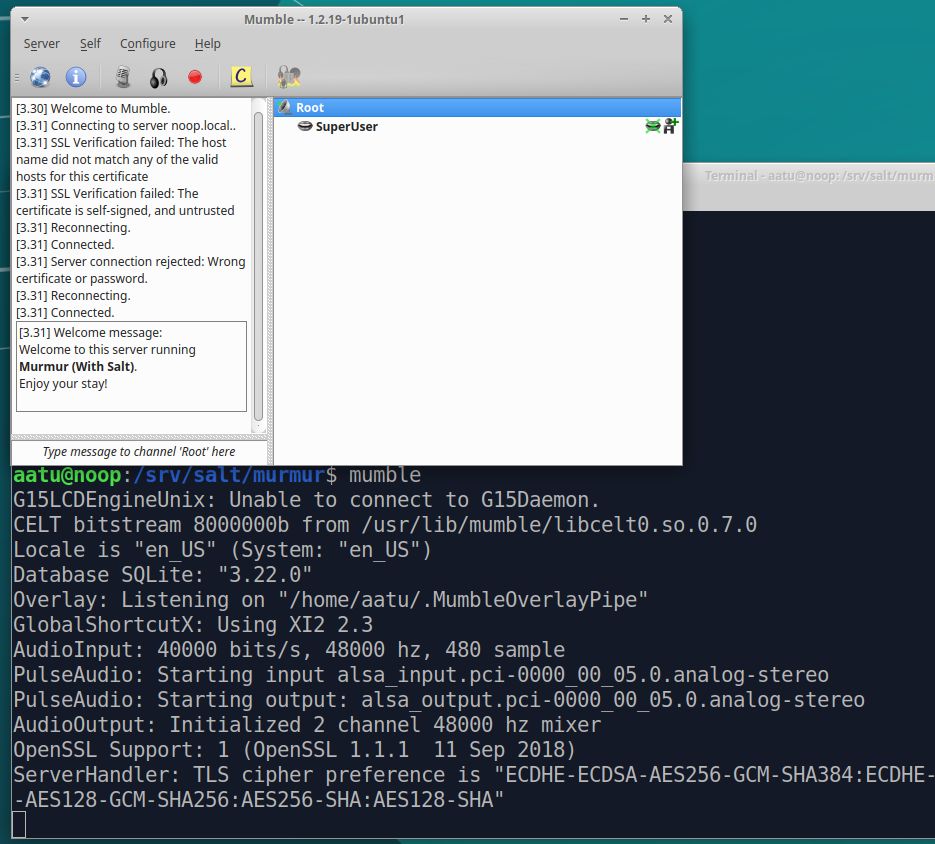 Mumble -- 1.2.19-1ubuntu1
Server Self Configure Help
C
[3.30] Welcome to Mumble.
[3.31] Connecting to server noop.local..
[3.31] SSL Verification failed: The host
name did not match any of the valid
hosts for this certificate
[3.31] SSL Verification failed: The
certificate is self-signed, and untrusted
[3.31] Reconnecting.
[3.31] Connected.
[3.31] Server connection rejected: Wrong
certificate or password.
[3.31] Reconnecting.
[3.31] Connected.
[3.31] Welcome message:
Welcome to this server running
Murmur (With Salt).
Enjoy your stay!
Type message to channel 'Root' here
Root
SuperUser
Terminal - aatu@noop: /srv/salt/murm
aatu@noop:/srv/salt/murmur$ mumble
G15LCDEngineUnix: Unable to connect to G15Daemon.
CELT bitstream 8000000b from /usr/lib/mumble/libcelt0.so.0.7.0
Locale is "en_US" (System: "en_US")
Database SQLite: "3.22.0"
Overlay: Listening on "/home/aatu/.MumbleOverlayPipe"
GlobalShortcutX: Using XI2 2.3
AudioInput: 40000 bits/s, 48000 hz, 480 sample
PulseAudio: Starting input alsa_input.pci-0000_00_05.0.analog-stereo
PulseAudio: Starting output: alsa_output.pci-0000_00_05.0.analog-stereo
AudioOutput: Initialized 2 channel 48000 hz mixer
OpenSSL Support: 1 (OpenSSL 1.1.1  11 Sep 2018)
ServerHandler: TLS cipher preference is "ECDHE-ECDSA-AES256-GCM-SHA384:ECDHE-
-AES128-GCM-SHA256:AES256-SHA:AES128-SHA"